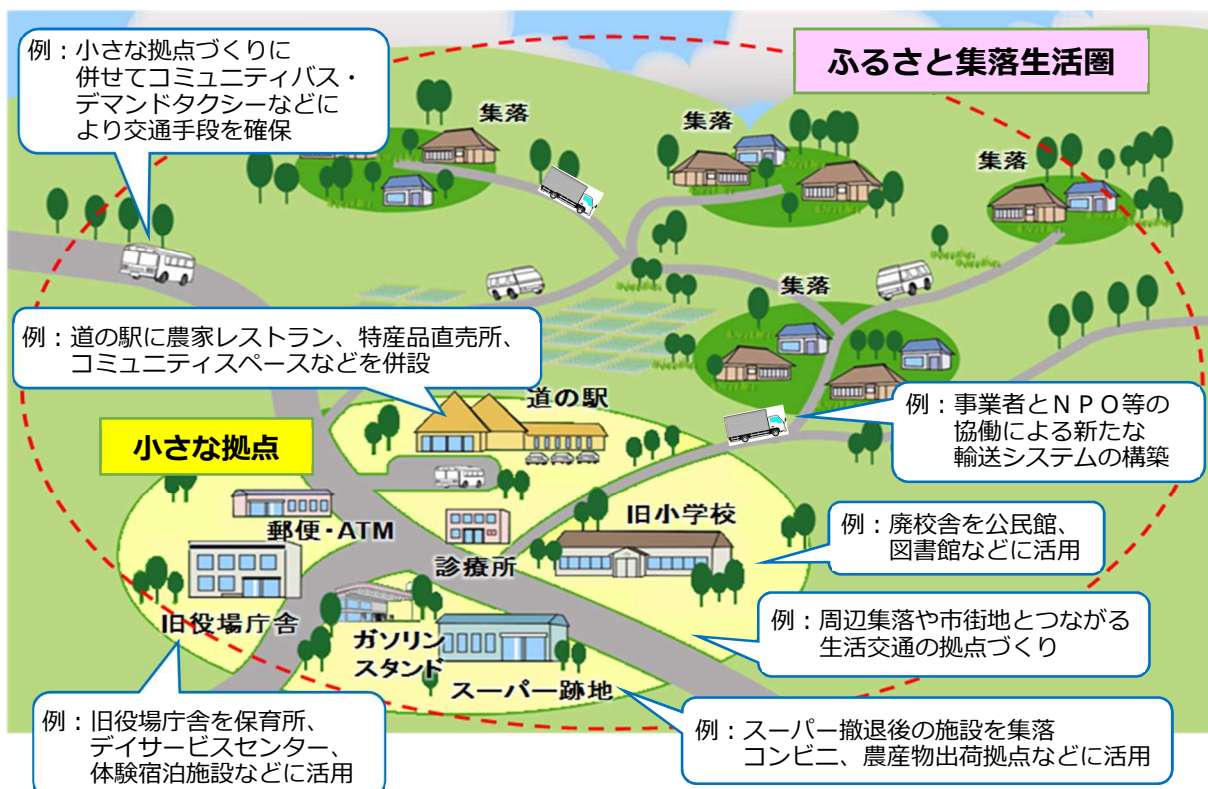 例：小さな拠点づくりに
併せてコミュニティバス・
デマンドタクシーなどに
より交通手段を確保
ふるさと集落生活圏
集落
集落
集落
集落
例：道の駅に農家レストラン、特産品直売所、
コミュニティスペースなどを併設
道の駅
小さな拠点
例：事業者とＮＰＯ等の
協働による新たな
輸送システムの構築
郵便・ATM
旧小学校
例：廃校舎を公民館、
図書館などに活用
診療所
旧役場庁舎
ガソリン
スタンド
例：周辺集落や市街地とつながる
生活交通の拠点づくり
スーパー跡地
例：旧役場庁舎を保育所、
デイサービスセンター、
体験宿泊施設などに活用
例：スーパー撤退後の施設を集落
コンビニ、農産物出荷拠点などに活用